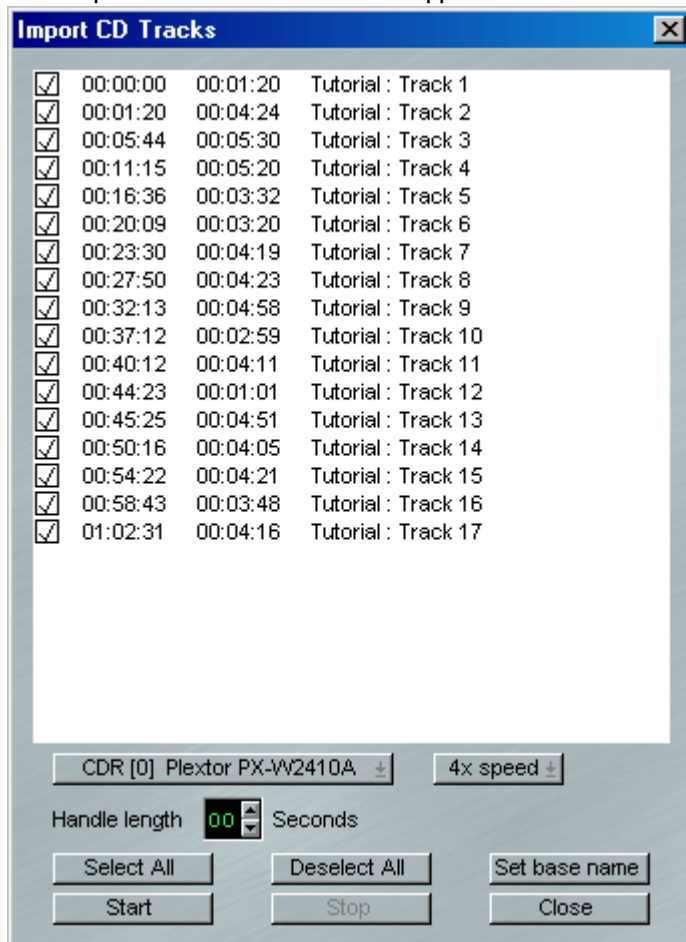 Import CD Tracks
00:00:00 00:01:20 Tutorial : Track 1
00:01:20 00:04:24 Tutorial : Track 2
00:05:44 00:05:30 Tutorial : Track 3
00:11:15 00:05:20 Tutorial : Track 4
00:16:36 00:03:32 Tutorial : Track 5
00:20:09 00:03:20 Tutorial : Track 6
00:23:30 00:04:19 Tutorial : Track 7
00:27:50 00:04:23 Tutorial : Track 8
00:32:13 00:04:58 Tutorial : Track 9
00:37:12 00:02:59 Tutorial : Track 10
00:40:12 00:04:11 Tutorial : Track 11
00:44:23 00:01:01 Tutorial : Track 12
00:45:25 00:04:51 Tutorial : Track 13
00:50:16 00:04:05 Tutorial : Track 14
00:54:22 00:04:21 Tutorial : Track 15
00:58:43 00:03:48 Tutorial : Track 16
01:02:31 00:04:16 Tutorial : Track 17
CDR [0] Plextor PX-W2410A 4x speed
Handle length 00 Seconds
Select All Deselect All Set base name
Start Stop Close